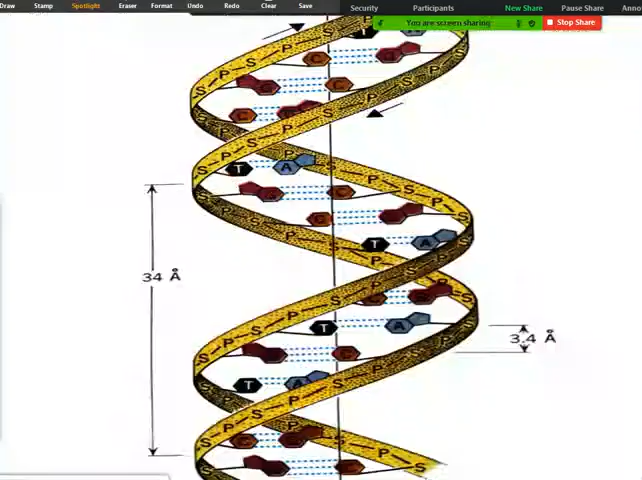 Draw Stamp Spotlight Eraser Format Undo Redo Clear Save
Security Participants New Share Pause Share Anno
You are screen sharing Stop Share
S P S P S
C G
S P
G C
S P S P
C
P S P
S P
T A
S
G C
S P
P S
C
P S
T A
P S
34 Å
C
S P S P S
T A
3.4 Å
P
C
S P S P
T A
S P S P
C
S P S
C